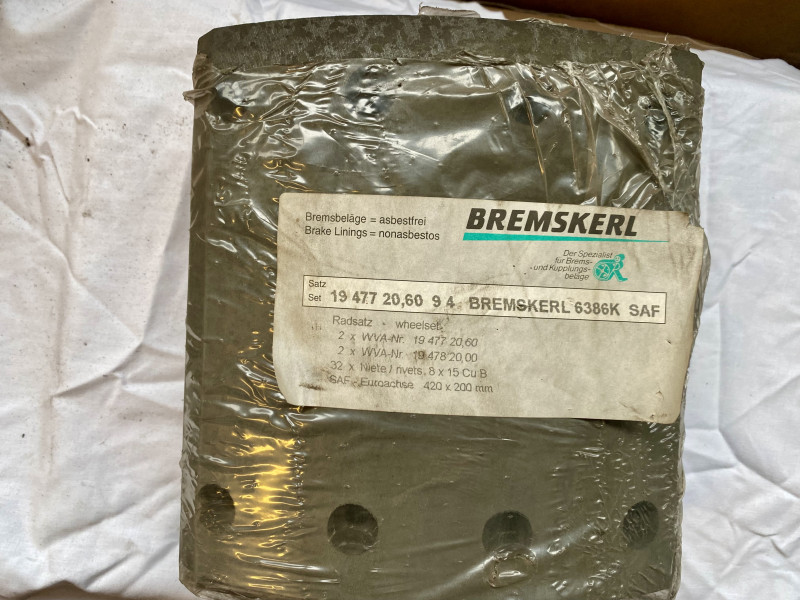 Bremsbeläge = asbestfrei
Brake Linings = nonasbestos
BREMSKERL
Der Spezialist
für Brems-
und Kupplungs-
beläge
Satz
Set 19 477 20,60 9 4 BREMSKERL 6386K SAF
Radsatz - wheelset
2 x WVA-Nr. 19 477 20,60
2 x WVA-Nr. 19 478 20,00
32 x Niete / rivets, 8 x 15 Cu B
SAF - Euroachse 420 x 200 mm